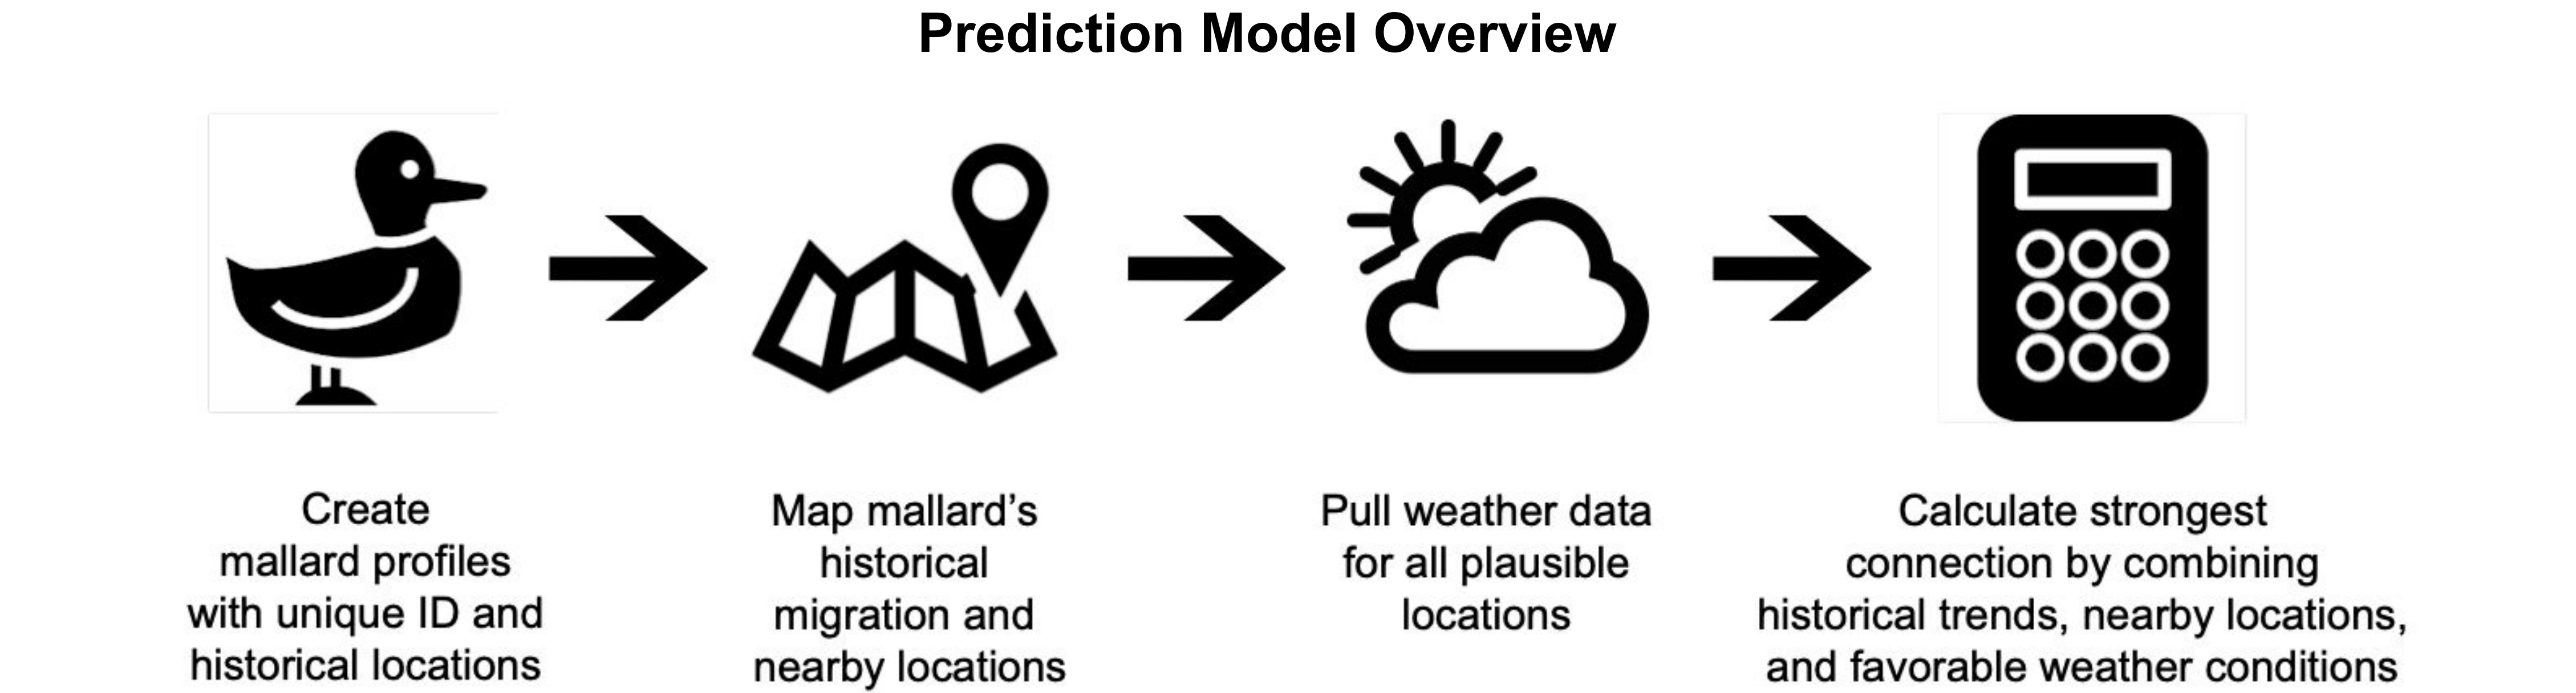 Prediction Model Overview
Create
mallard profiles
with unique ID and
historical locations
Map mallard’s
historical
migration and
nearby locations
Pull weather data
for all plausible
locations
Calculate strongest
connection by combining
historical trends, nearby locations,
and favorable weather conditions